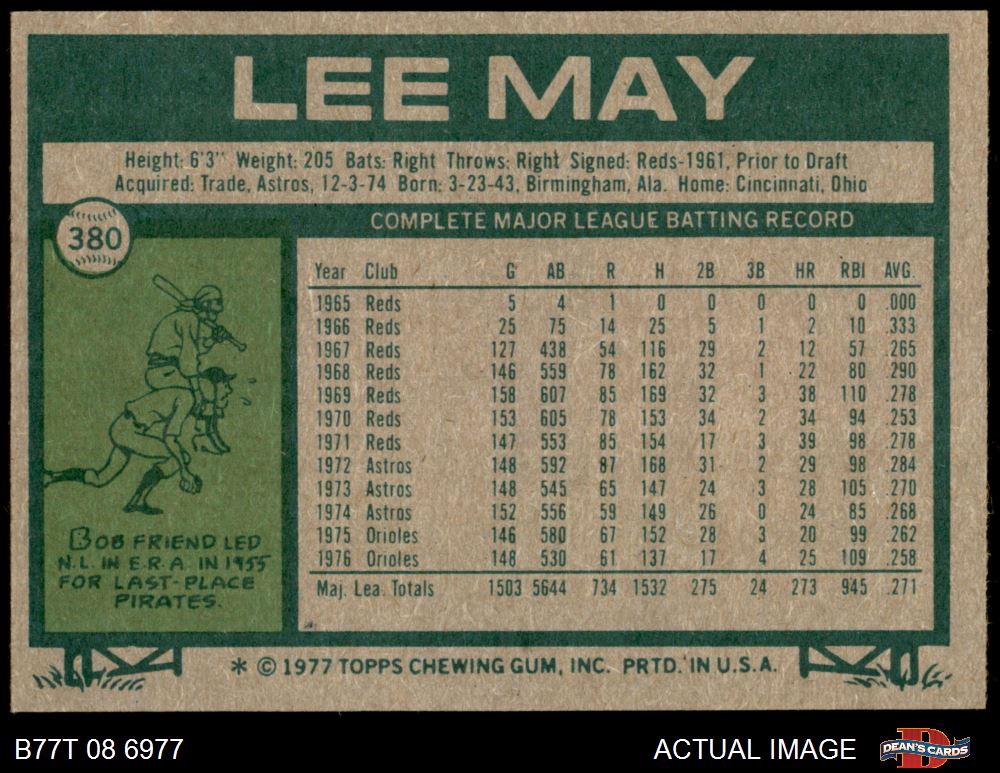 LEE MAY
Height: 6'3" Weight: 205 Bats: Right Throws: Right Signed: Reds-1961, Prior to Draft
Acquired: Trade, Astros, 12-3-74 Born: 3-23-43, Birmingham, Ala. Home: Cincinnati, Ohio
380
COMPLETE MAJOR LEAGUE BATTING RECORD
Year Club G AB R H 2B 3B HR RBI AVG.
1965 Reds 5 4 1 0 0 0 0 0 .000
1966 Reds 25 75 14 25 5 1 2 10 .333
1967 Reds 127 438 54 116 29 2 12 57 .265
1968 Reds 146 559 78 162 32 1 22 80 .290
1969 Reds 158 607 85 169 32 3 38 110 .278
1970 Reds 153 605 78 153 34 2 34 94 .253
1971 Reds 147 553 85 154 17 3 39 98 .278
1972 Astros 148 592 87 168 31 2 29 98 .284
1973 Astros 148 545 65 147 24 3 28 105 .270
1974 Astros 152 556 59 149 26 0 24 85 .268
1975 Orioles 146 580 67 152 28 3 20 99 .262
1976 Orioles 148 530 61 137 17 4 25 109 .258
Maj. Lea. Totals 1503 5644 734 1532 275 24 273 945 .271
BOB FRIEND LED
N.L. IN E.R.A. IN 1955
FOR LAST-PLACE
PIRATES.
* © 1977 TOPPS CHEWING GUM, INC. PRTD. IN U.S.A.
B77T 08 6977
ACTUAL IMAGE
DEAN'S CARDS